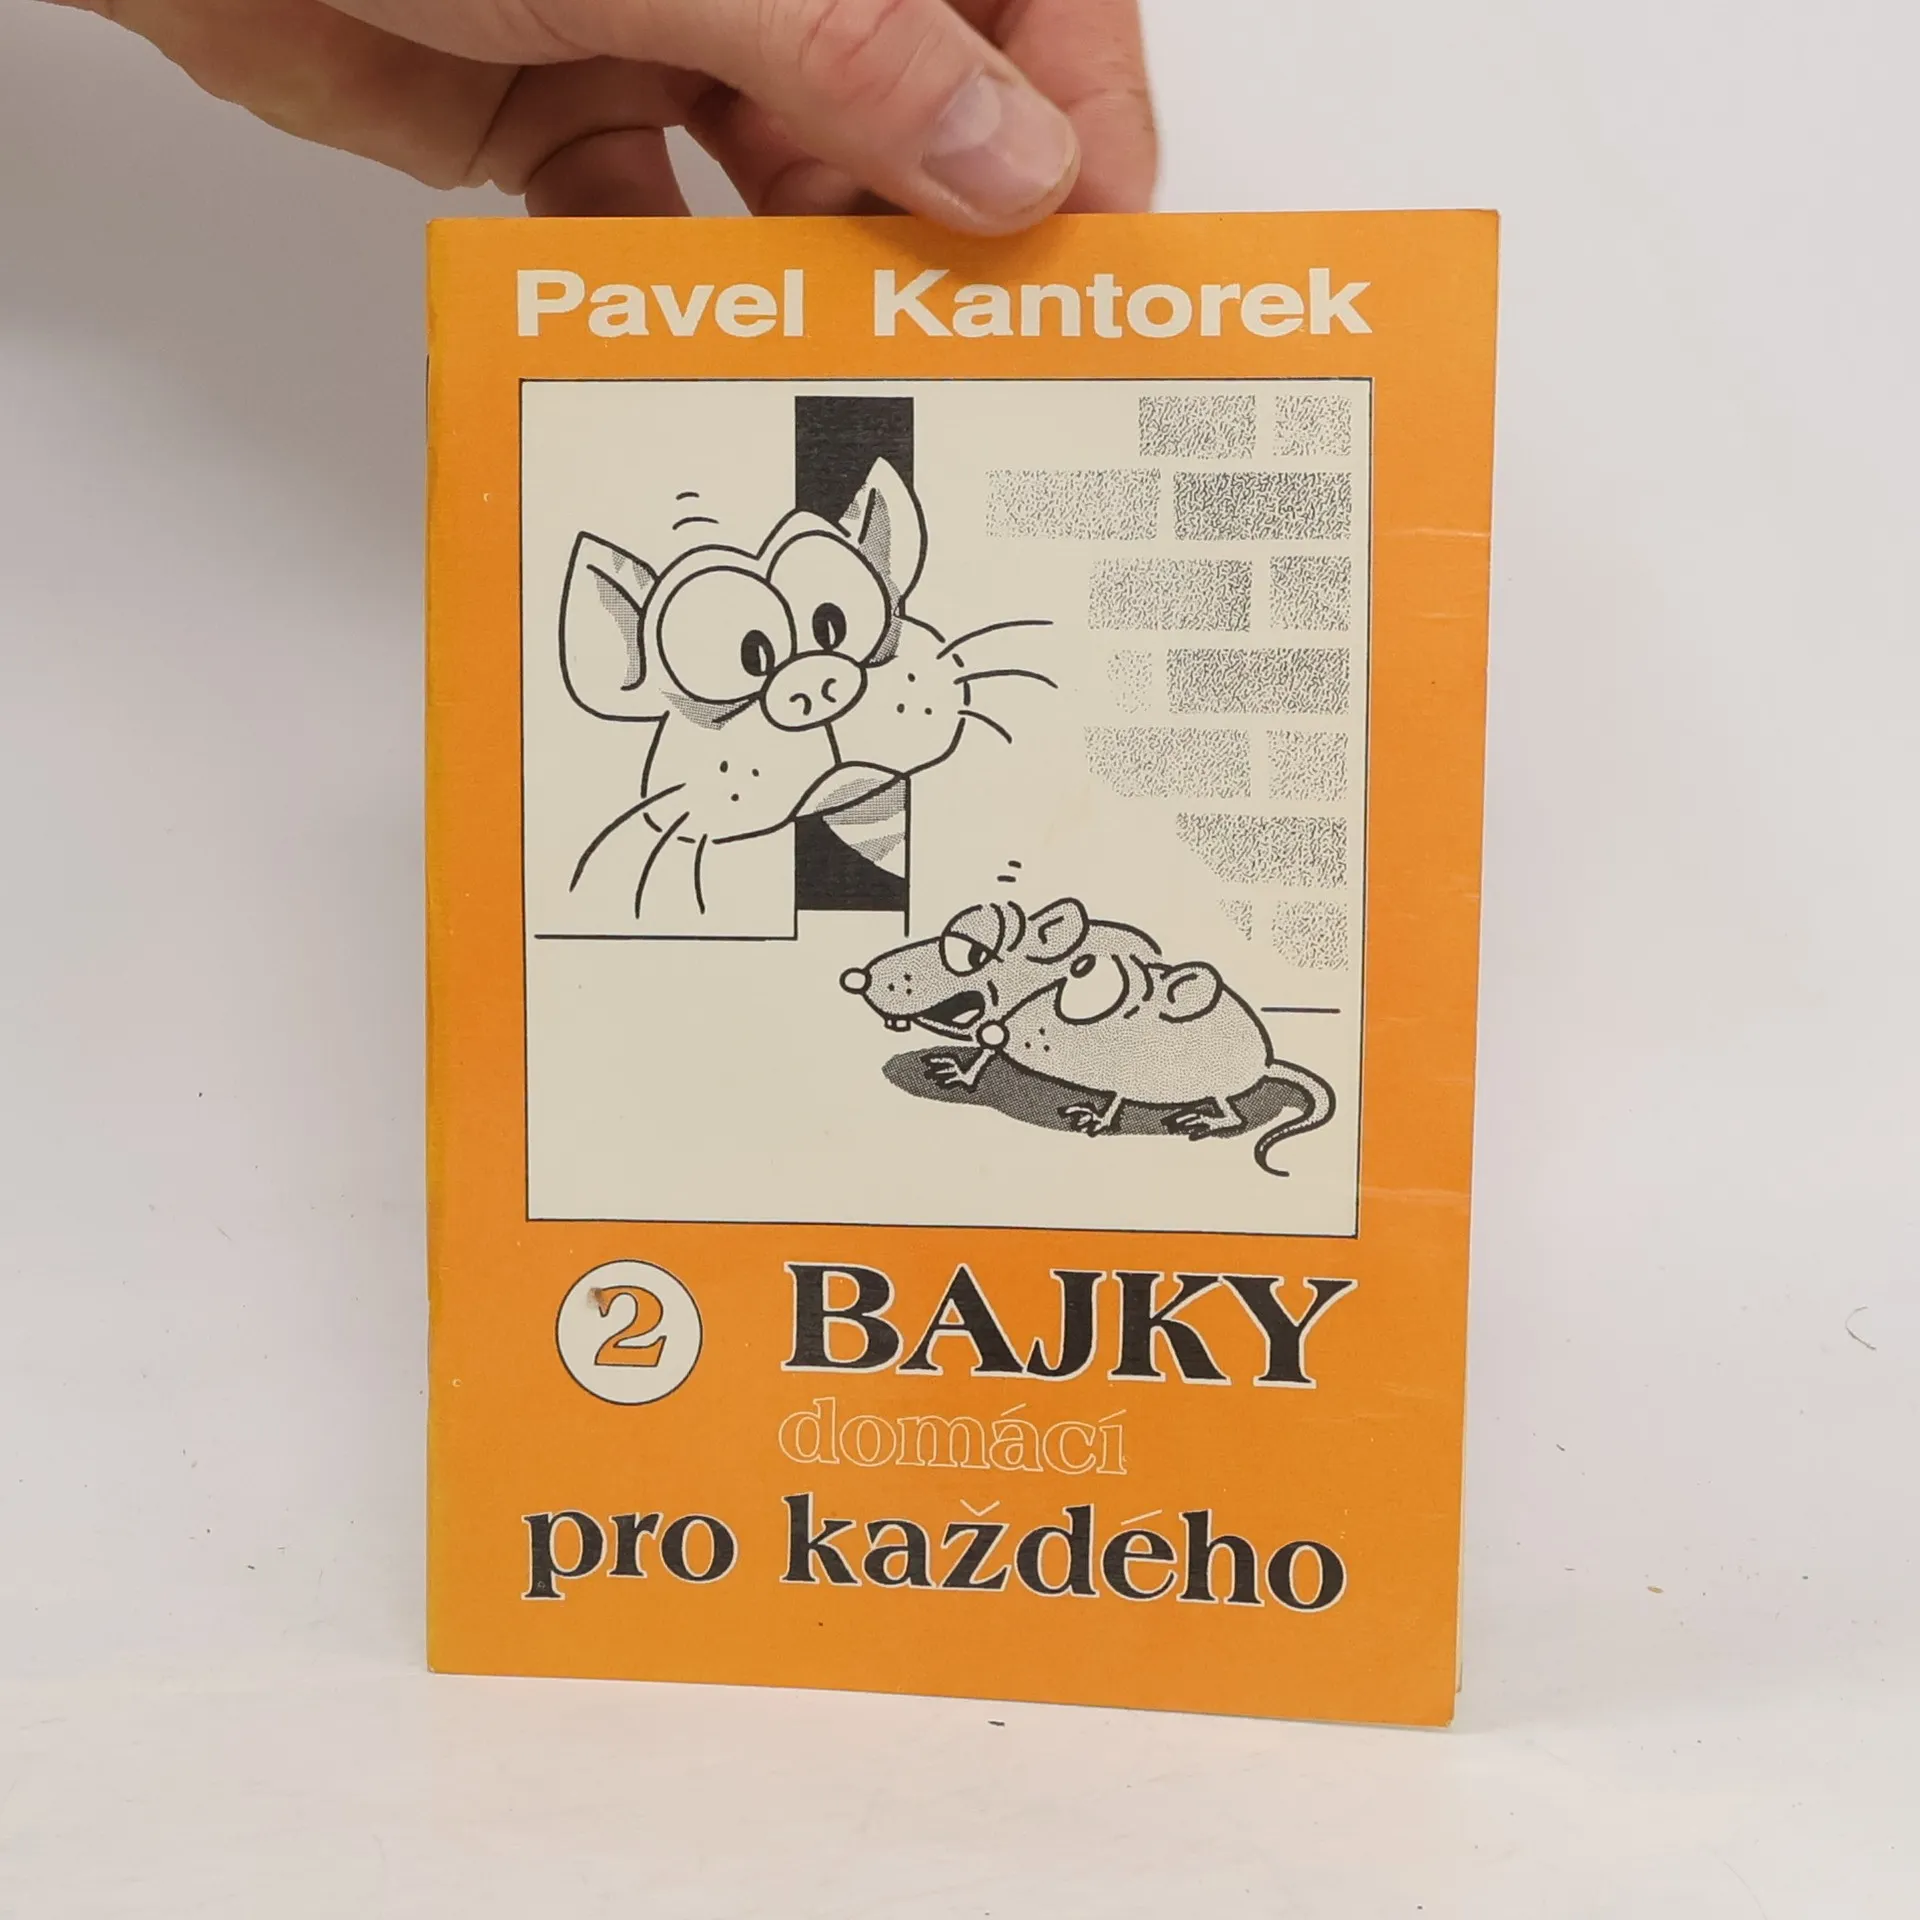 Pavel Kantorek
2 BAJKY
domácí
pro každého